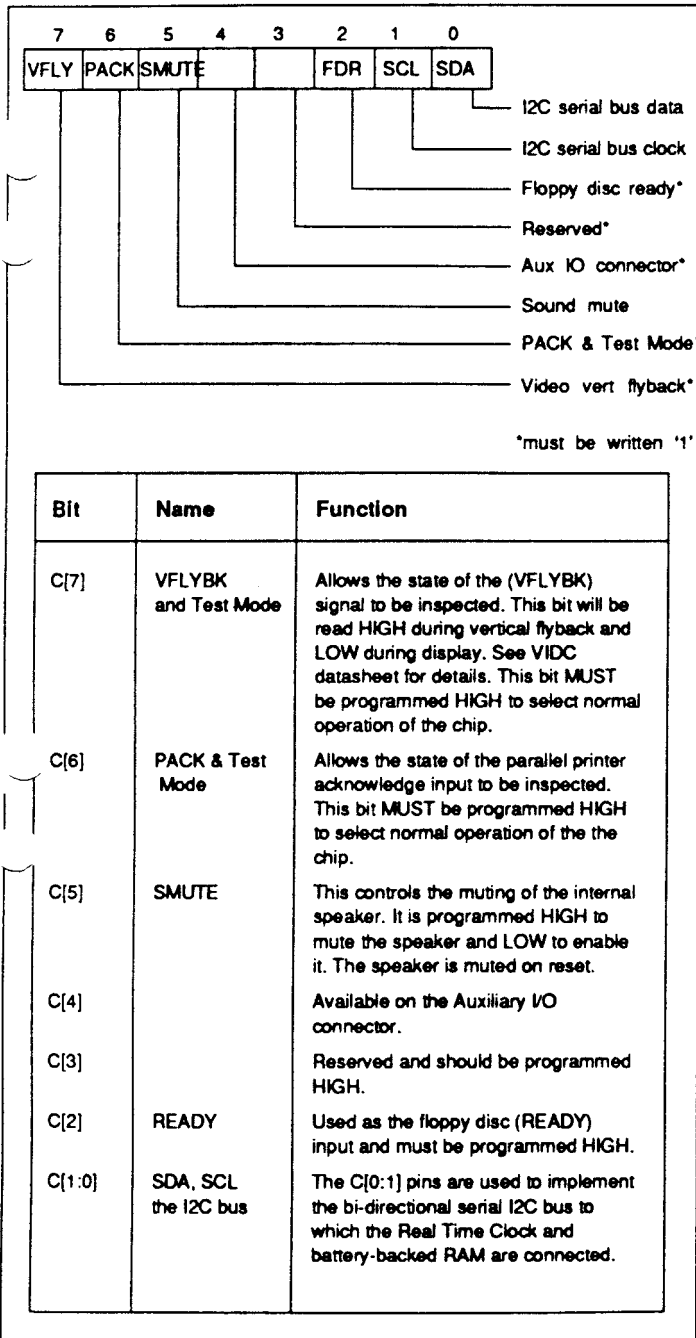 7 6 5 4 3 2 1 0
VFLY PACK SMUTE FDR SCL SDA
I2C serial bus data
I2C serial bus clock
Floppy disc ready*
Reserved*
Aux IO connector*
Sound mute
PACK & Test Mode*
Video vert flyback*
*must be written '1'
Bit Name Function
C[7] VFLYBK Allows the state of the (VFLYBK)
and Test Mode signal to be inspected. This bit will be
read HIGH during vertical flyback and
LOW during display. See VIDC
datasheet for details. This bit MUST
be programmed HIGH to select normal
operation of the chip.
C[6] PACK & Test Allows the state of the parallel printer
Mode acknowledge input to be inspected.
This bit MUST be programmed HIGH
to select normal operation of the the
chip.
C[5] SMUTE This controls the muting of the internal
speaker. It is programmed HIGH to
mute the speaker and LOW to enable
it. The speaker is muted on reset.
C[4] Available on the Auxiliary I/O
connector.
C[3] Reserved and should be programmed
HIGH.
C[2] READY Used as the floppy disc (READY)
input and must be programmed HIGH.
C[1:0] SDA, SCL The C[0:1] pins are used to implement
the I2C bus the bi-directional serial I2C bus to
which the Real Time Clock and
battery-backed RAM are connected.